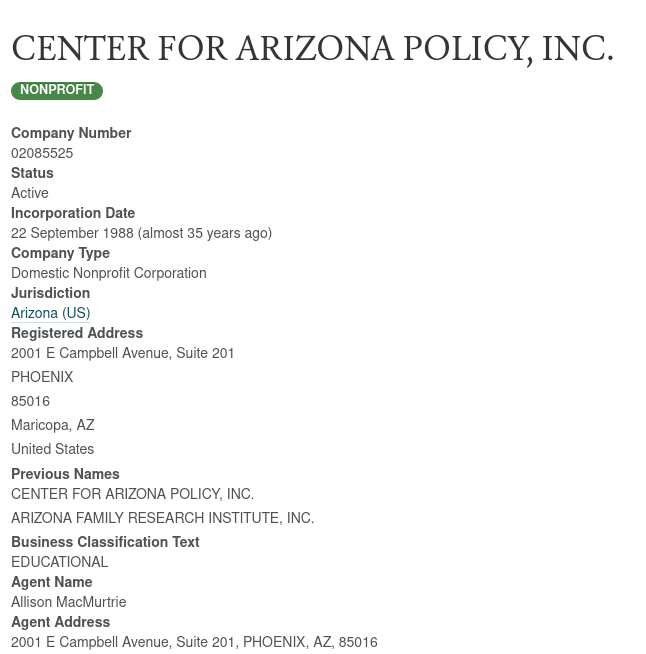 CENTER FOR ARIZONA POLICY, INC.
NONPROFIT
Company Number
02085525
Status
Active
Incorporation Date
22 September 1988 (almost 35 years ago)
Company Type
Domestic Nonprofit Corporation
Jurisdiction
Arizona (US)
Registered Address
2001 E Campbell Avenue, Suite 201
PHOENIX
85016
Maricopa, AZ
United States
Previous Names
CENTER FOR ARIZONA POLICY, INC.
ARIZONA FAMILY RESEARCH INSTITUTE, INC.
Business Classification Text
EDUCATIONAL
Agent Name
Allison MacMurtrie
Agent Address
2001 E Campbell Avenue, Suite 201, PHOENIX, AZ, 85016